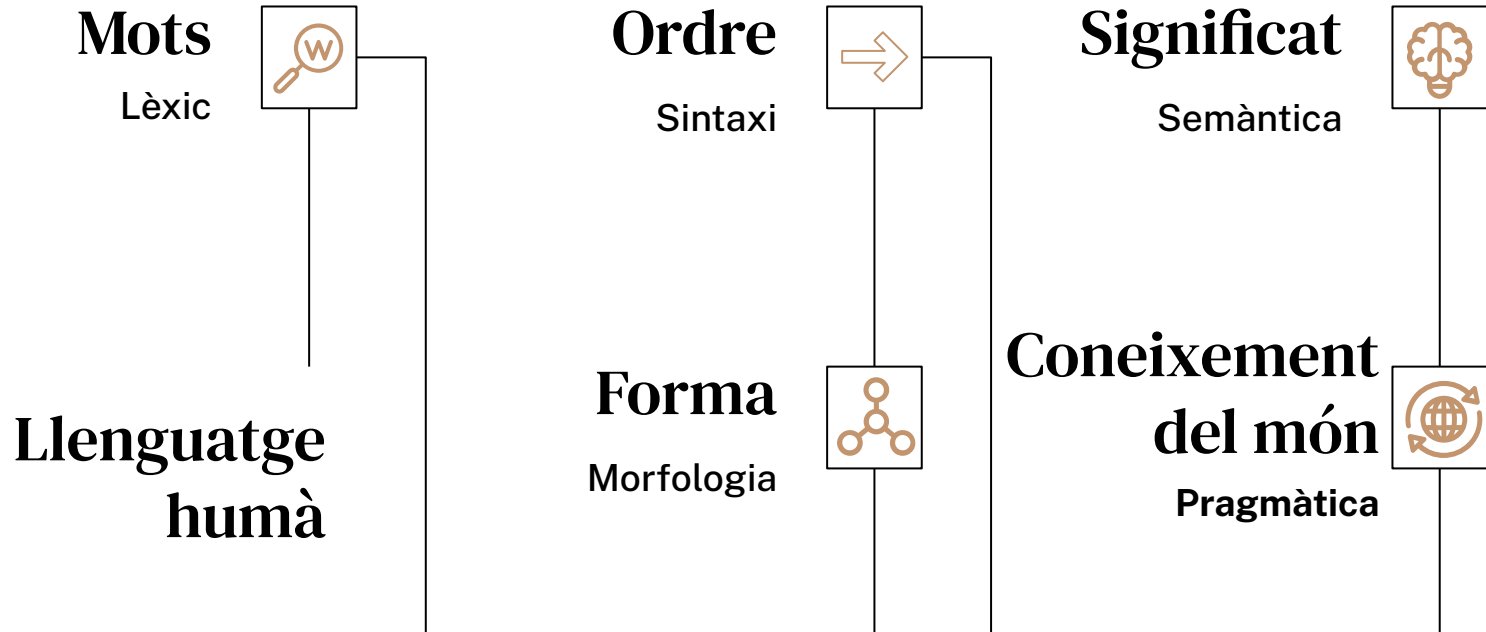 Mots
Lèxic
Llenguatge
humà
Ordre
Sintaxi
Forma
Morfologia
Significat
Semàntica
Coneixement
del món
Pragmàtica
W